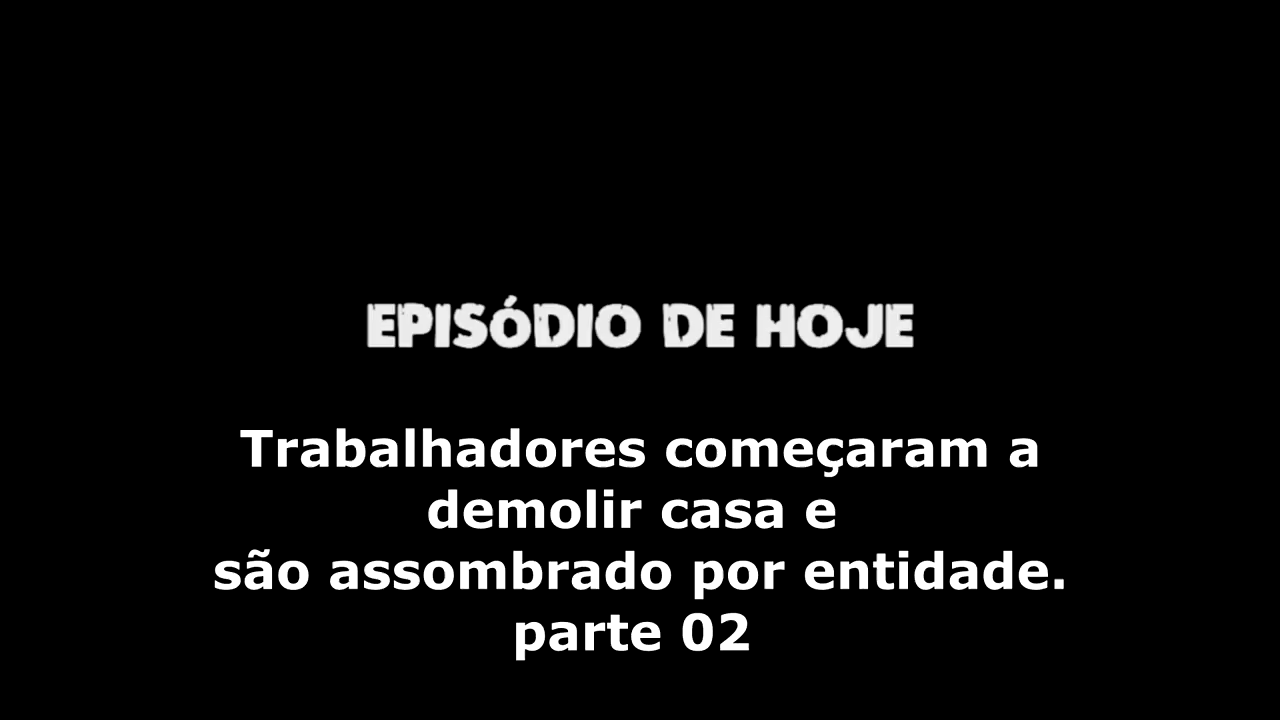 EPISÓDIO DE HOJE
Trabalhadores começaram a
demolir casa e
são assombrado por entidade.
parte 02